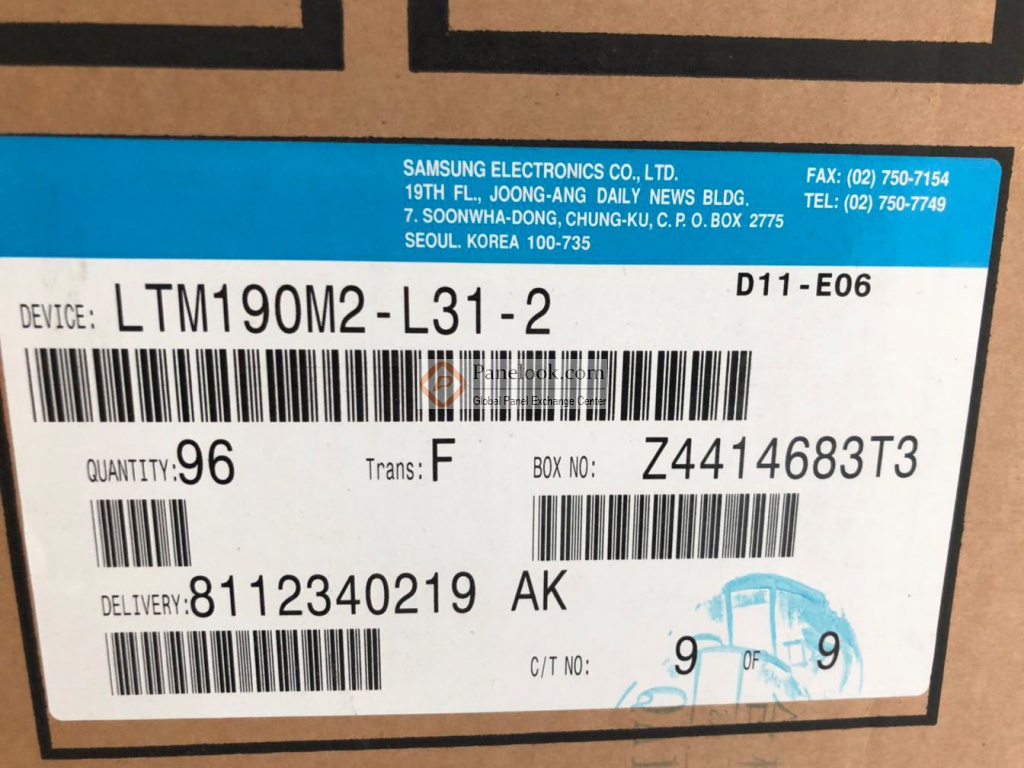 SAMSUNG ELECTRONICS CO., LTD.
19TH FL., JOONG-ANG DAILY NEWS BLDG.
7. SOONWHA-DONG, CHUNG-KU, C. P. O. BOX 2775
SEOUL. KOREA 100-735
FAX: (02) 750-7154
TEL: (02) 750-7749
D11-E06
DEVICE: LTM190M2-L31-2
Panelook.com
Global Panel Exchange Center
QUANTITY:96 Trans: F BOX NO: Z4414683T3
DELIVERY:8112340219 AK
C/T NO: 9 OF 9